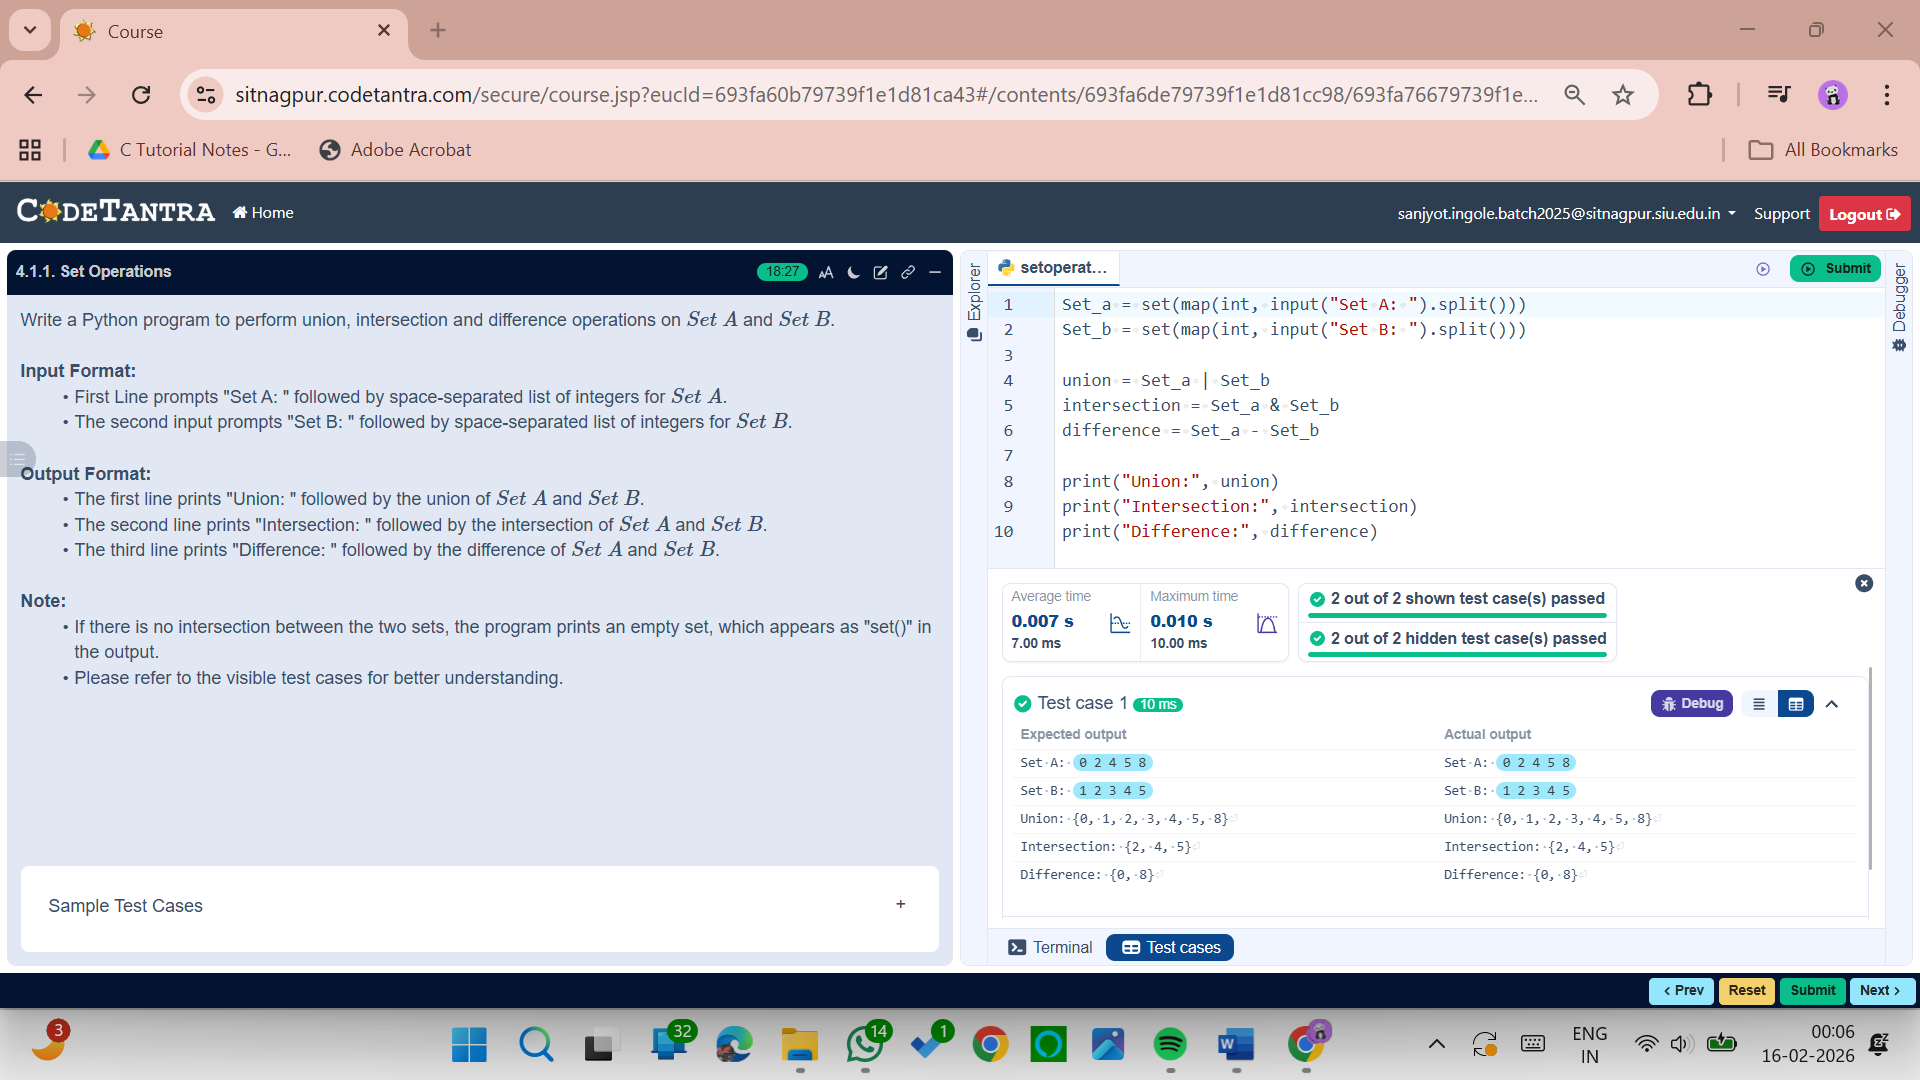 Course
sitnagpur.codetantra.com/secure/course.jsp?eucId=693fa60b79739f1e1d81ca43#/contents/693fa6de79739f1e1d81cc98/693fa76679739f1e...
C Tutorial Notes - G...
Adobe Acrobat
All Bookmarks
CODETANTRA
Home
sanjyot.ingole.batch2025@sitnagpur.siu.edu.in
Support
Logout
4.1.1. Set Operations
18:27
Write a Python program to perform union, intersection and difference operations on Set A and Set B.
Input Format:
• First Line prompts "Set A: " followed by space-separated list of integers for Set A.
• The second input prompts "Set B: " followed by space-separated list of integers for Set B.
Output Format:
• The first line prints "Union: " followed by the union of Set A and Set B.
• The second line prints "Intersection: " followed by the intersection of Set A and Set B.
• The third line prints "Difference: " followed by the difference of Set A and Set B.
Note:
• If there is no intersection between the two sets, the program prints an empty set, which appears as "set()" in
the output.
• Please refer to the visible test cases for better understanding.
Sample Test Cases
+
Explorer
setoperat...
Submit
Debugger
1 Set_a = set(map(int, input("Set A: ").split()))
2 Set_b = set(map(int, input("Set B: ").split()))
3
4 union = Set_a | Set_b
5 intersection = Set_a & Set_b
6 difference = Set_a - Set_b
7
8 print("Union:", union)
9 print("Intersection:", intersection)
10 print("Difference:", difference)
Average time
0.007 s
7.00 ms
Maximum time
0.010 s
10.00 ms
2 out of 2 shown test case(s) passed
2 out of 2 hidden test case(s) passed
Test case 1
10 ms
Debug
Expected output
Actual output
Set A: 0 2 4 5 8
Set A: 0 2 4 5 8
Set B: 1 2 3 4 5
Set B: 1 2 3 4 5
Union: {0, 1, 2, 3, 4, 5, 8}
Union: {0, 1, 2, 3, 4, 5, 8}
Intersection: {2, 4, 5}
Intersection: {2, 4, 5}
Difference: {0, 8}
Difference: {0, 8}
Terminal
Test cases
< Prev
Reset
Submit
Next >
3
32
14
1
W
ENG
IN
00:06
16-02-2026